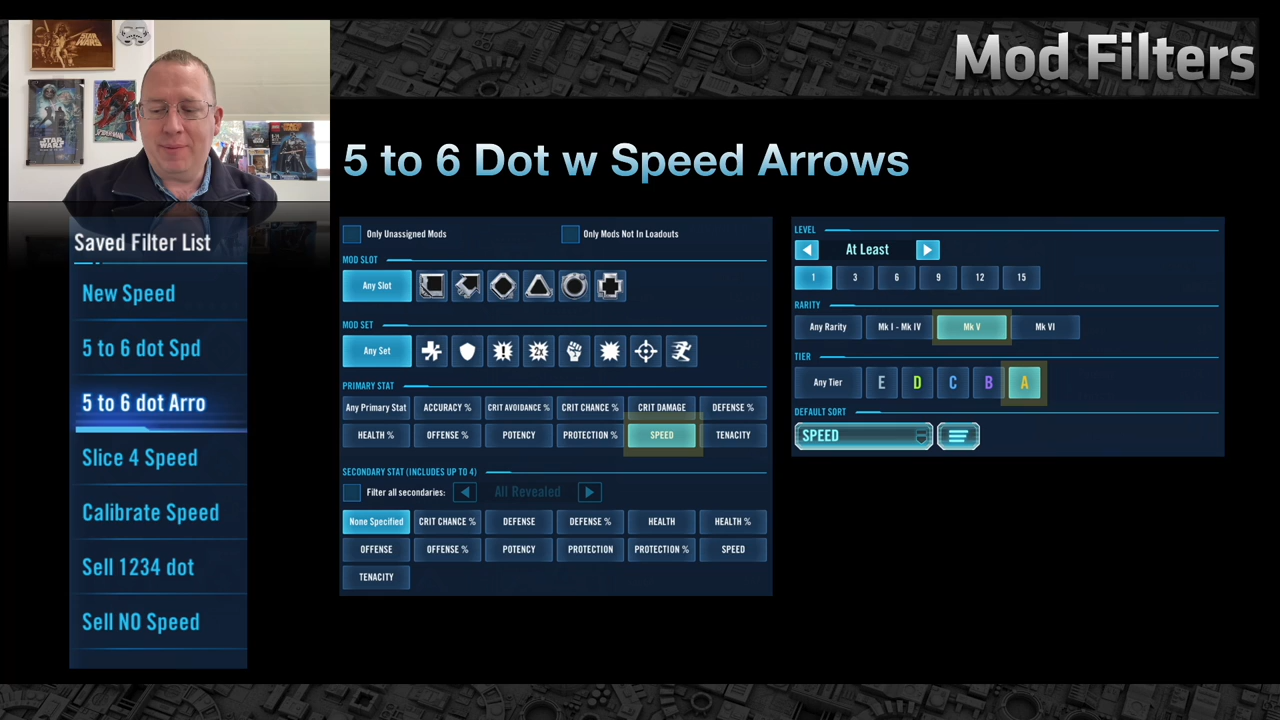 Mod Filters
STAR WARS
STAR WARS
SPIDER-MAN
5 to 6 Dot w Speed Arrows
Saved Filter List
New Speed
5 to 6 dot Spd
5 to 6 dot Arro
Slice 4 Speed
Calibrate Speed
Sell 1234 dot
Sell NO Speed
Only Unassigned Mods Only Mods Not In Loadouts
MOD SLOT
Any Slot
MOD SET
Any Set
PRIMARY STAT
Any Primary Stat ACCURACY % CRIT AVOIDANCE % CRIT CHANCE % CRIT DAMAGE DEFENSE %
HEALTH % OFFENSE % POTENCY PROTECTION % SPEED TENACITY
SECONDARY STAT (INCLUDES UP TO 4)
Filter all secondaries: All Revealed
None Specified CRIT CHANCE % DEFENSE DEFENSE % HEALTH HEALTH %
OFFENSE OFFENSE % POTENCY PROTECTION PROTECTION % SPEED
TENACITY
LEVEL
At Least
1 3 6 9 12 15
RARITY
Any Rarity Mk I - Mk IV Mk V Mk VI
TIER
Any Tier E D C B A
DEFAULT SORT
SPEED